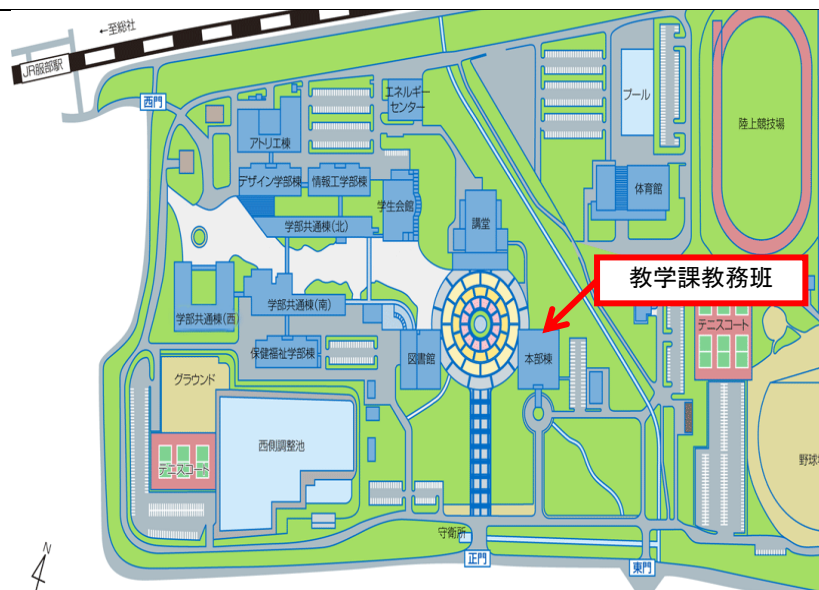 ←至総社
JR服部駅
西門
エネルギー
センター
プール
陸上競技場
アトリエ棟
デザイン学部棟
情報工学部棟
学生会館
体育館
講堂
学部共通棟(北)
教学課教務班
学部共通棟(西)
学部共通棟(南)
テニスコート
保健福祉学部棟
図書館
本部棟
グラウンド
西側調整池
テニスコート
野球
守衛所
正門
東門
N